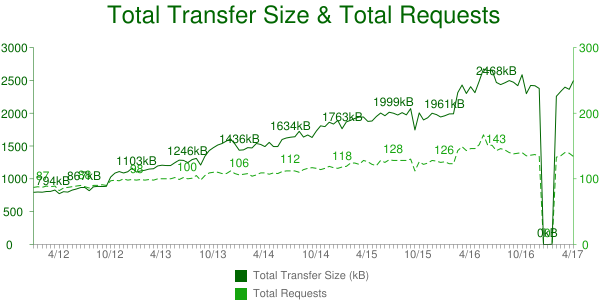 Total Transfer Size & Total Requests
3000 300
2500
2000 200
1500
1000 100
500
0 0
794kB 867kB 1103kB 1246kB 1436kB 1634kB 1763kB 1999kB 1961kB 2468kB 0kB
87 98 100 106 112 118 128 126 143
4/12 10/12 4/13 10/13 4/14 10/14 4/15 10/15 4/16 10/16 4/17
Total Transfer Size (kB)
Total Requests